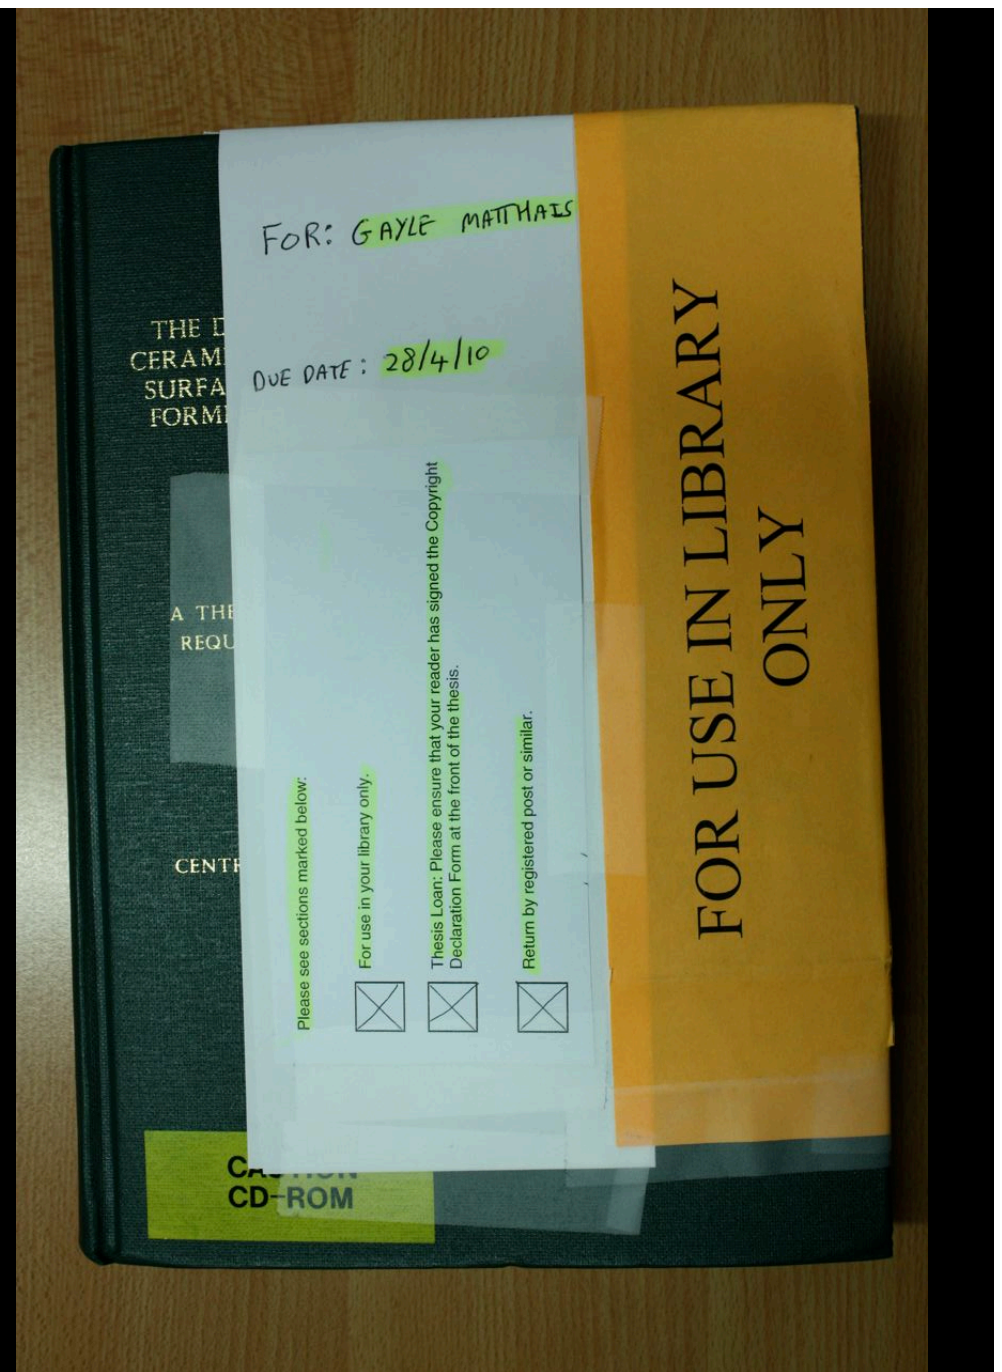 FOR: GAYLE MATTHAIS
DUE DATE: 28/4/10
THE D
CERAM
SURFA
FORM
A THE
REQU
CENTR
Please see sections marked below:
For use in your library only.
Thesis Loan: Please ensure that your reader has signed the Copyright
Declaration Form at the front of the thesis.
Return by registered post or similar.
FOR USE IN LIBRARY
ONLY
CAUTION
CD-ROM